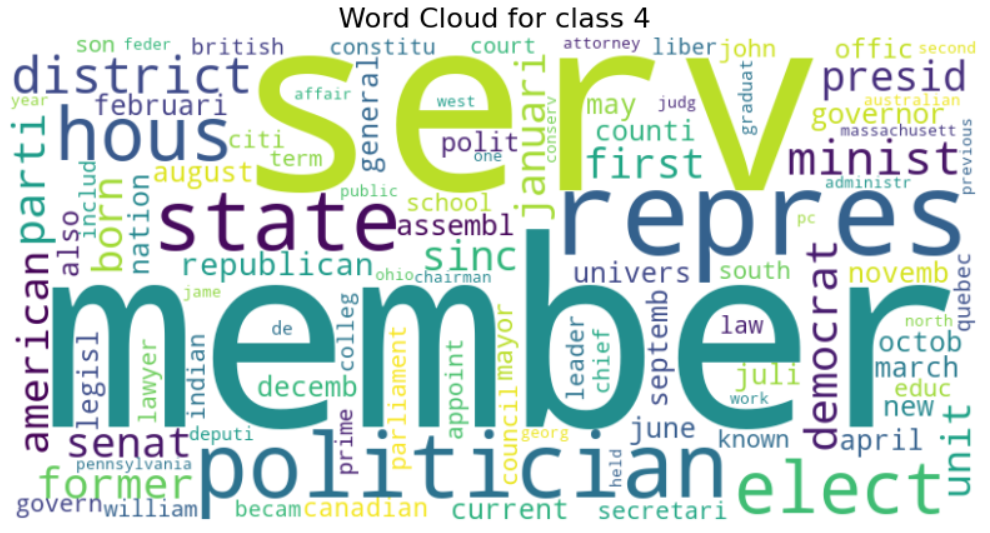 Word Cloud for class 4
son feder british constitu court attorney liber john offic second
district serv presid
year februari affair general west januari may judg graduat governor australian
hous citi polit one conserv counti massachusett previous
parti term first minist
august public school administr
includ born nation state assembl repres pc
also republican sinc univers south novemb
american ohio chairman quebec
jame member democrat north
de colleg leader septemb law octob
legisl lawyer indian parliament appoint mayor chief juli march
decemb work educ
prime council new unit
senat deputi georg june known april
pennsylvania politician held elect
former
govern william becam canadian current secretari